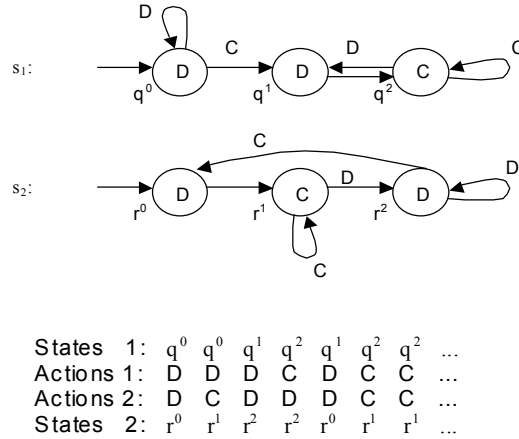 D
C
D
s₁:
D
D
C
C
q⁰
q¹
q²
C
s₂:
D
C
D
D
D
r⁰
r¹
r²
C
States 1: q⁰ q⁰ q¹ q² q¹ q² q² ...
Actions 1: D D D C D C C ...
Actions 2: D C D D D C C ...
States 2: r⁰ r¹ r² r² r⁰ r¹ r¹ ...